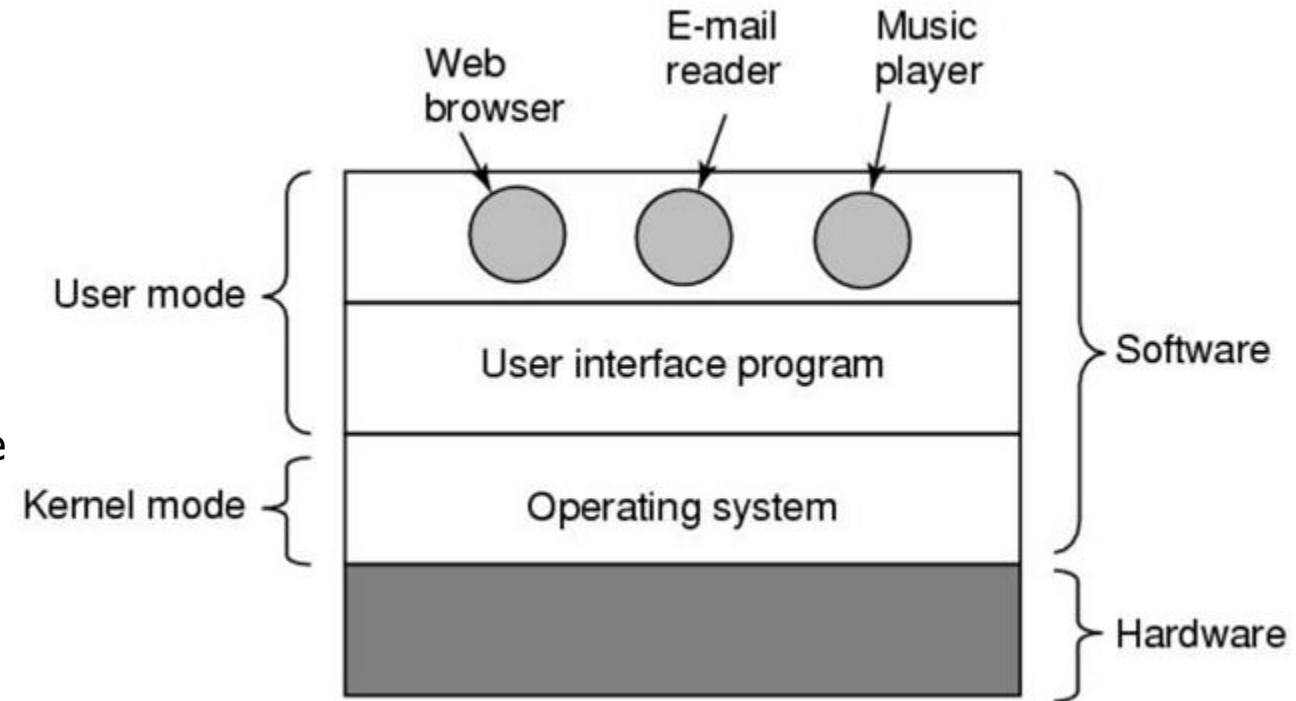 Web
browser
E-mail
reader
Music
player
User mode
User interface program
Software
e
Kernel mode
Operating system
Hardware